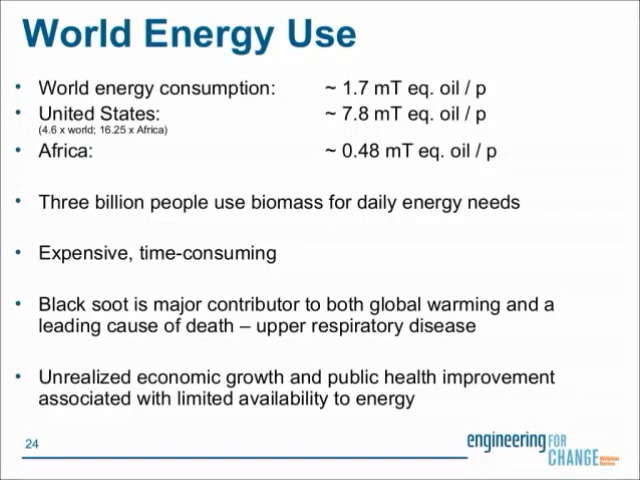 World Energy Use
• World energy consumption: ~ 1.7 mT eq. oil / p
• United States: ~ 7.8 mT eq. oil / p
(4.6 x world; 16.25 x Africa)
• Africa: ~ 0.48 mT eq. oil / p
• Three billion people use biomass for daily energy needs
• Expensive, time-consuming
• Black soot is major contributor to both global warming and a
leading cause of death – upper respiratory disease
• Unrealized economic growth and public health improvement
associated with limited availability to energy
24
engineering FOR
CHANGE Webinar
Series